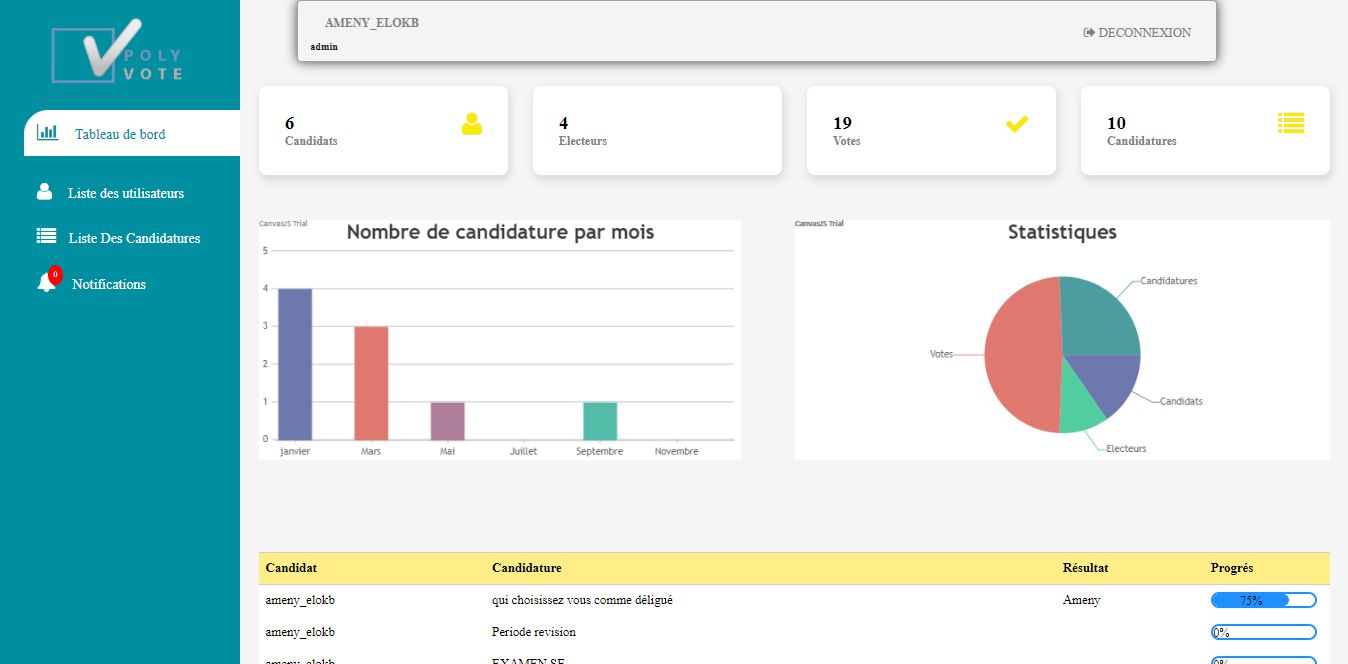 POLY
VOTE
AMENY_ELOKB
admin
DECONNEXION
Tableau de bord
Liste des utilisateurs
Liste Des Candidatures
0
Notifications
6
Candidats
4
Electeurs
19
Votes
10
Candidatures
CanvasJS Trial
Nombre de candidature par mois
5
4
3
2
1
0
janvier Mars Mai Juillet Septembre Novembre
CanvasJS Trial
Statistiques
Candidatures
Votes
Candidats
Electeurs
Candidat Candidature Résultat Progrés
ameny_elokb qui choisissez vous comme déligué Ameny 75%
ameny_elokb Periode revision 0%
ameny_elokb EXAMEN SE 0%